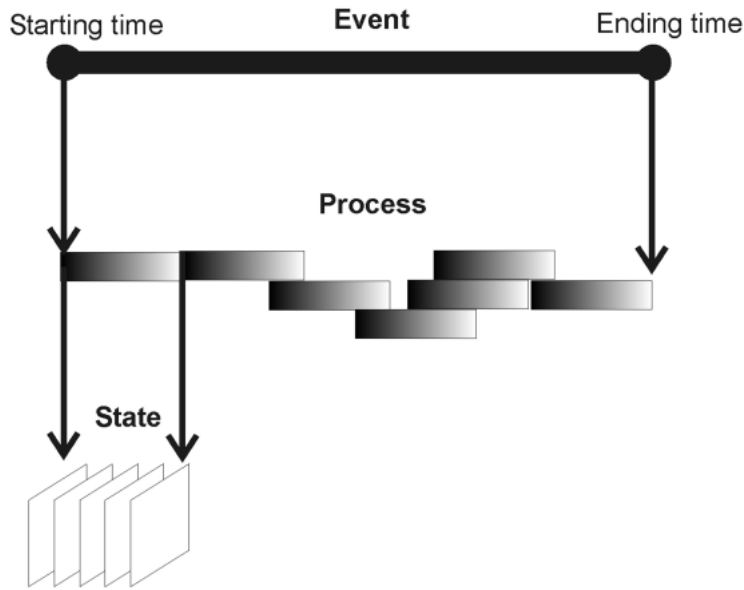 Starting time
Event
Ending time
Process
State